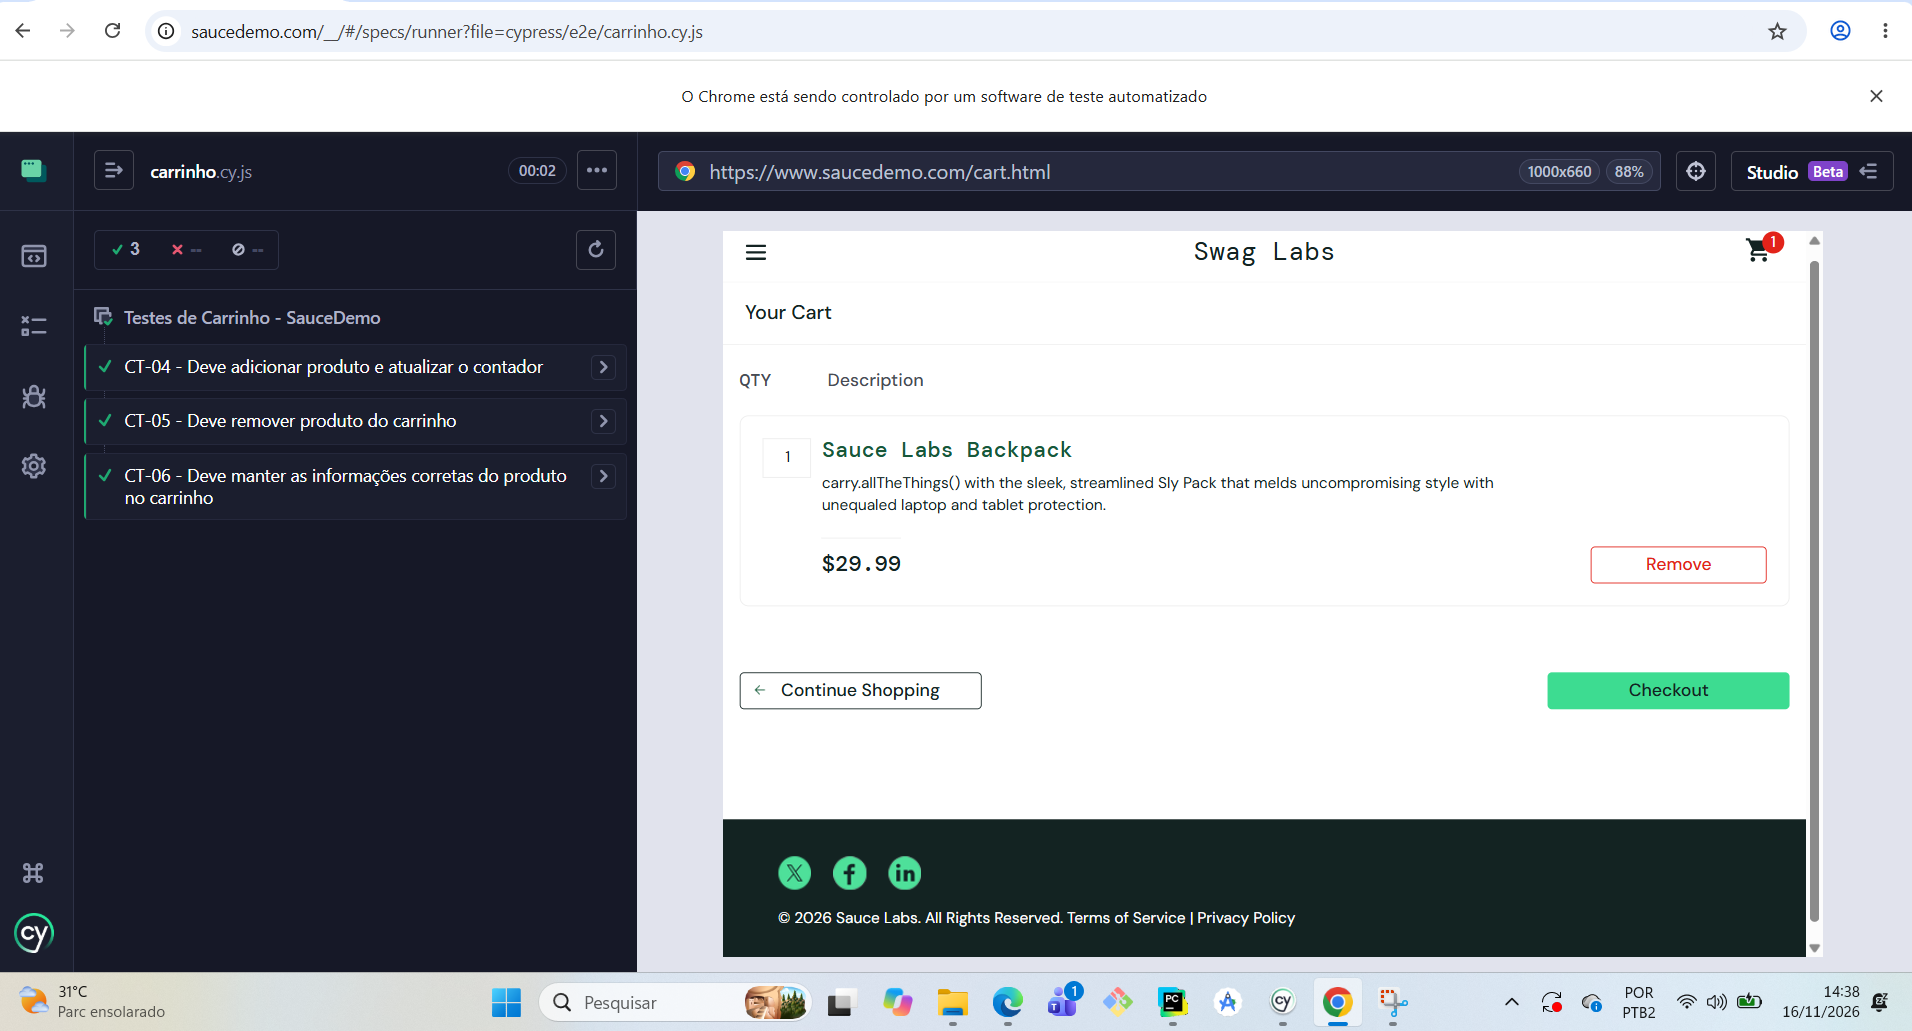 saucedemo.com/__/#/specs/runner?file=cypress/e2e/carrinho.cy.js
O Chrome está sendo controlado por um software de teste automatizado
carrinho.cy.js
00:02
https://www.saucedemo.com/cart.html
1000x660
88%
Studio Beta
3 -- --
Testes de Carrinho - SauceDemo
CT-04 - Deve adicionar produto e atualizar o contador
CT-05 - Deve remover produto do carrinho
CT-06 - Deve manter as informações corretas do produto
no carrinho
Swag Labs
1
Your Cart
QTY Description
1
Sauce Labs Backpack
carry.allTheThings() with the sleek, streamlined Sly Pack that melds uncompromising style with
unequaled laptop and tablet protection.
$29.99
Remove
Continue Shopping
Checkout
© 2026 Sauce Labs. All Rights Reserved. Terms of Service | Privacy Policy
cy
31°C
Parc ensolarado
Pesquisar
1
PC
cy
POR
PTB2
14:38
16/11/2026